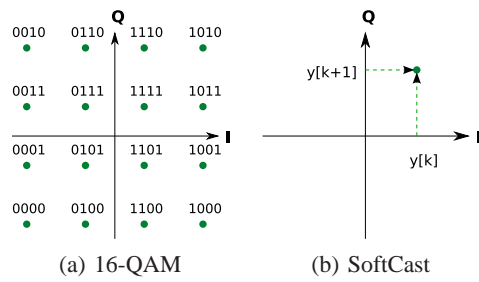 Q
0010 0110 1110 1010
0011 0111 1111 1011
I
0001 0101 1101 1001
0000 0100 1100 1000
(a) 16-QAM
Q
y[k+1]
I
y[k]
(b) SoftCast